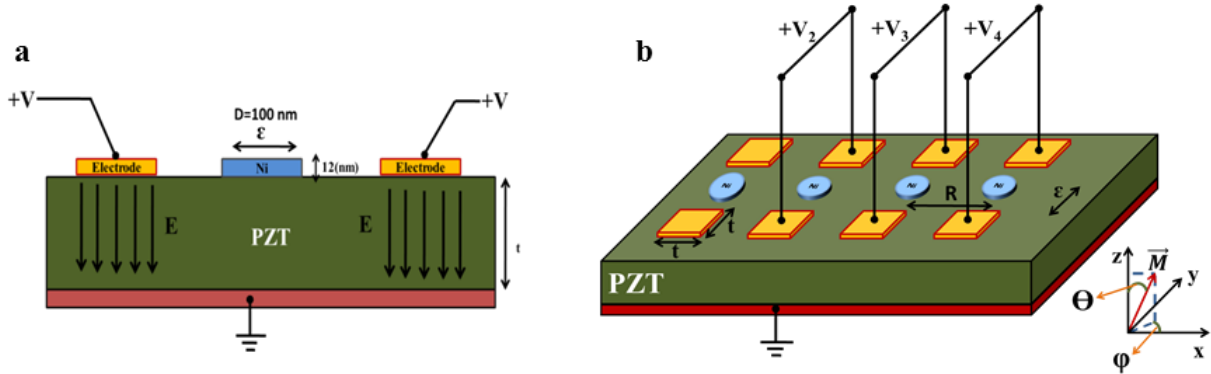 a
+V
+V
D=100 nm
ε
Electrode
Ni
12(nm)
Electrode
E
E
PZT
t
b
+V2
+V3
+V4
Ni
Ni
Ni
Ni
R
ε
t
t
PZT
z
M
y
Θ
x
φ